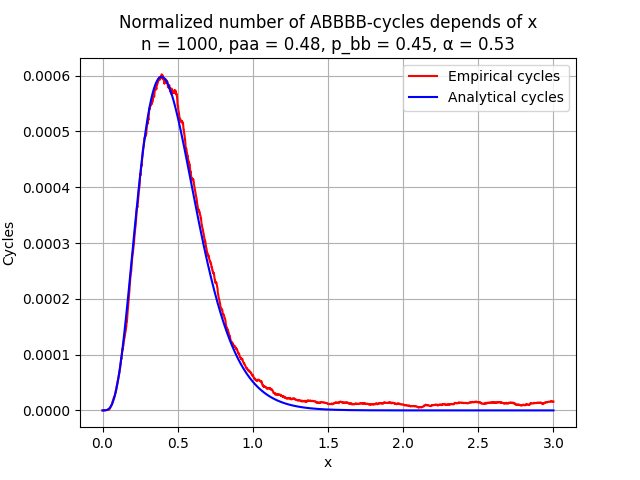 Normalized number of ABBBB-cycles depends of x
n = 1000, paa = 0.48, p_bb = 0.45, α = 0.53
Empirical cycles
Analytical cycles
0.0006
0.0005
0.0004
0.0003
0.0002
0.0001
0.0000
Cycles
0.0 0.5 1.0 1.5 2.0 2.5 3.0
x